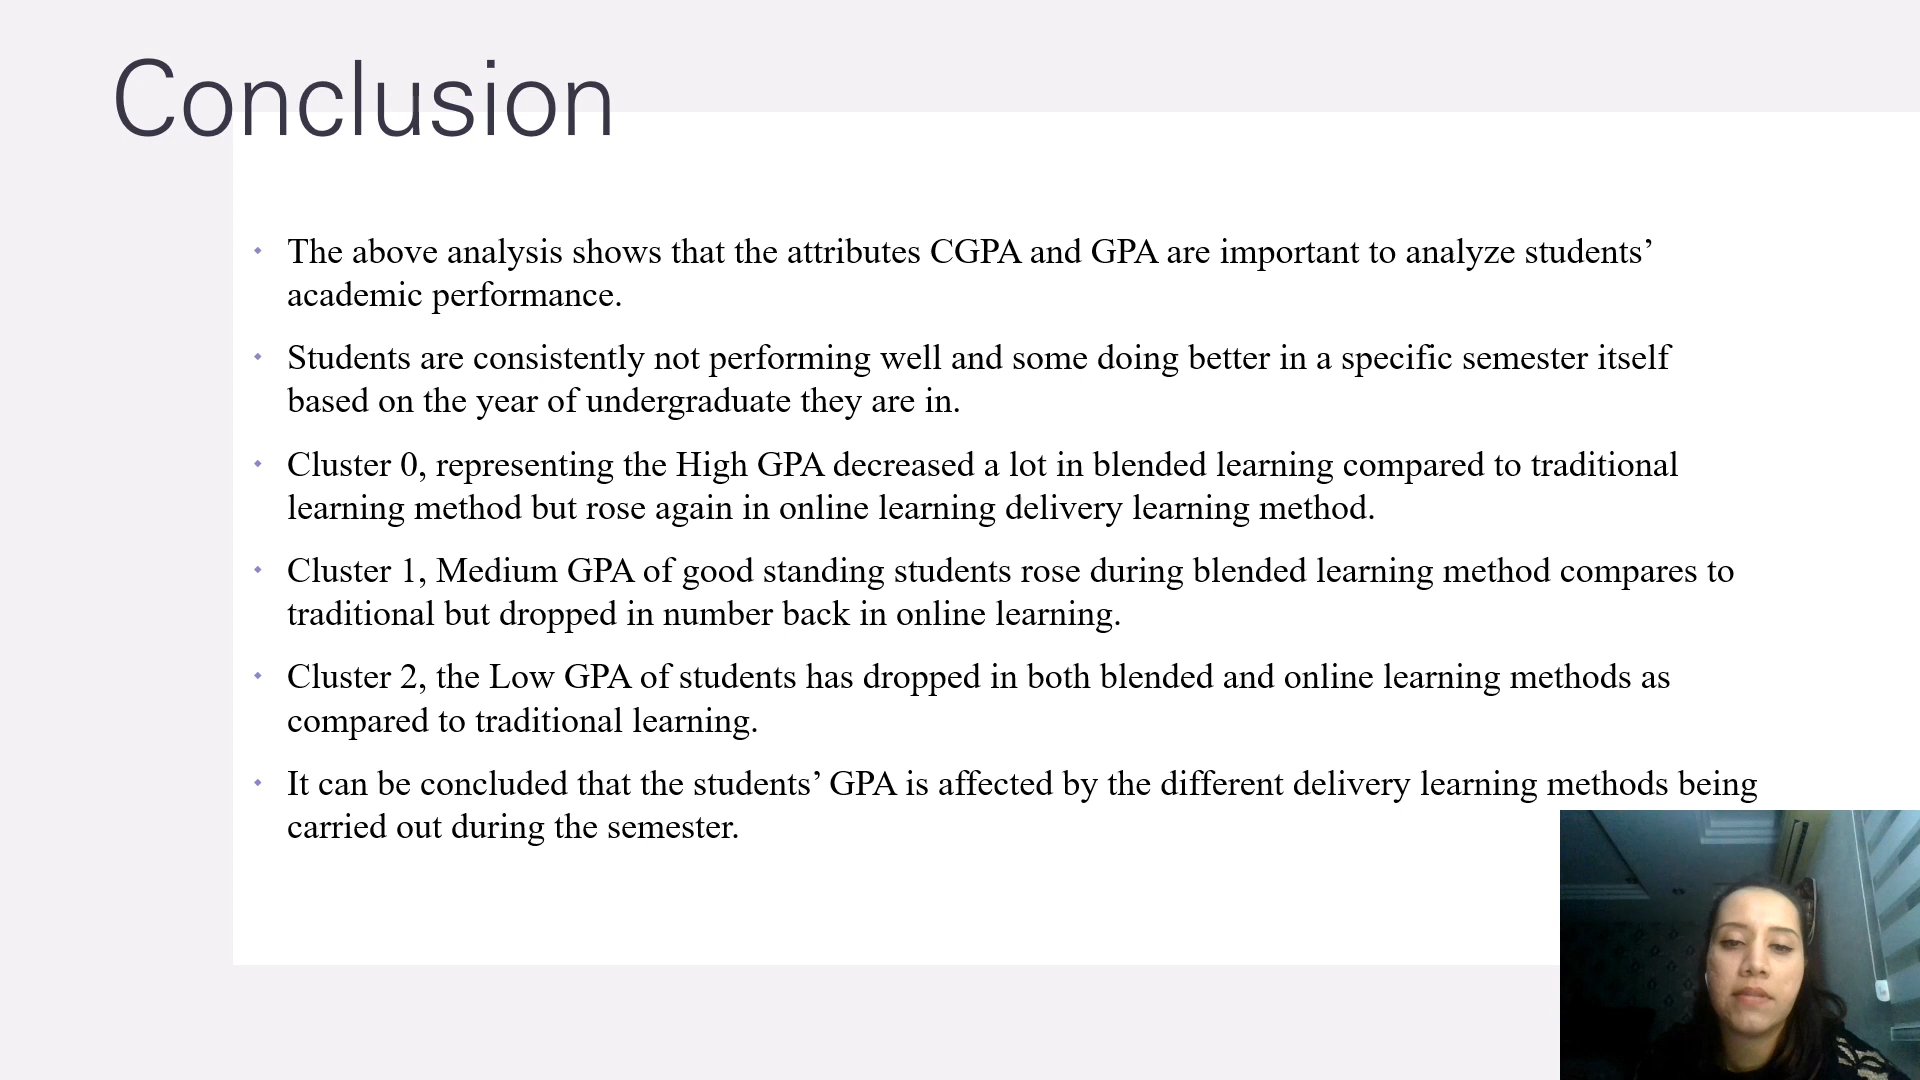 Conclusion
The above analysis shows that the attributes CGPA and GPA are important to analyze students’
academic performance.
Students are consistently not performing well and some doing better in a specific semester itself
based on the year of undergraduate they are in.
Cluster 0, representing the High GPA decreased a lot in blended learning compared to traditional
learning method but rose again in online learning delivery learning method.
Cluster 1, Medium GPA of good standing students rose during blended learning method compares to
traditional but dropped in number back in online learning.
Cluster 2, the Low GPA of students has dropped in both blended and online learning methods as
compared to traditional learning.
It can be concluded that the students’ GPA is affected by the different delivery learning methods being
carried out during the semester.